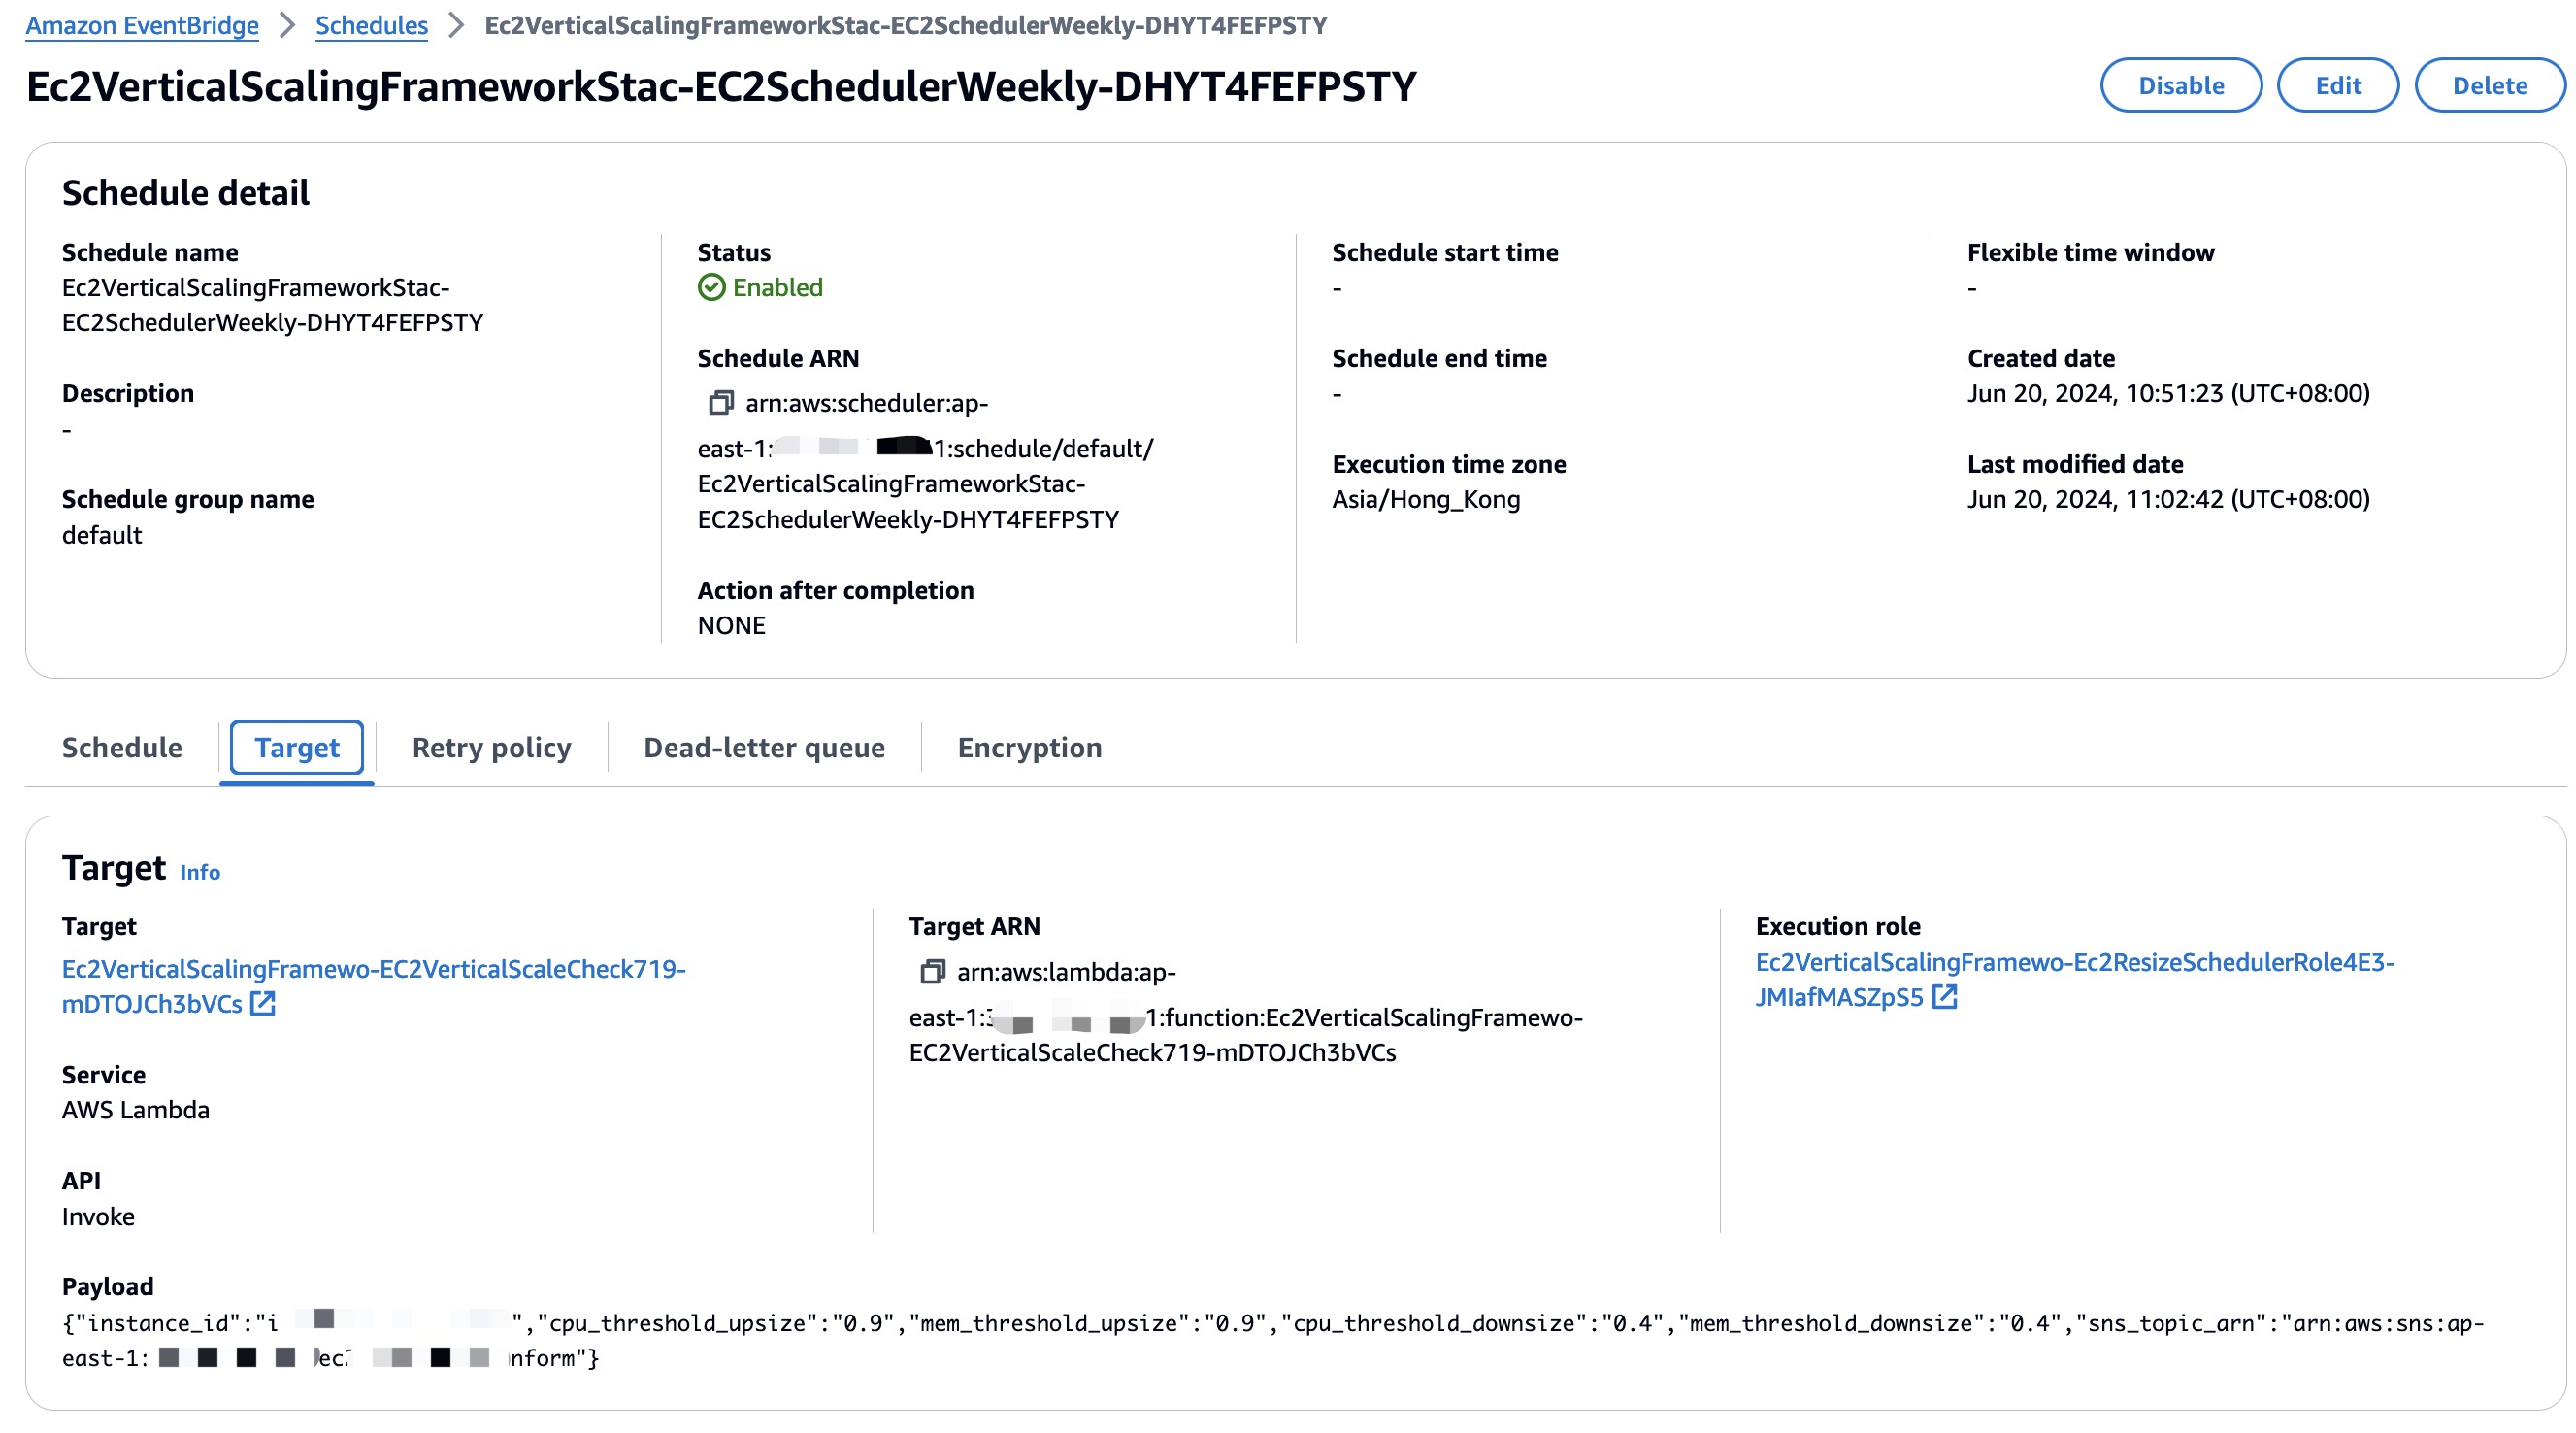 Amazon EventBridge > Schedules > Ec2VerticalScalingFrameworkStac-EC2SchedulerWeekly-DHYT4FEFPSTY
Ec2VerticalScalingFrameworkStac-EC2SchedulerWeekly-DHYT4FEFPSTY
Disable
Edit
Delete
Schedule detail
Schedule name
Ec2VerticalScalingFrameworkStac-
EC2SchedulerWeekly-DHYT4FEFPSTY
Description
-
Schedule group name
default
Status
Enabled
Schedule ARN
arn:aws:scheduler:ap-
east-1: 1:schedule/default/
Ec2VerticalScalingFrameworkStac-
EC2SchedulerWeekly-DHYT4FEFPSTY
Action after completion
NONE
Schedule start time
-
Schedule end time
-
Execution time zone
Asia/Hong_Kong
Flexible time window
-
Created date
Jun 20, 2024, 10:51:23 (UTC+08:00)
Last modified date
Jun 20, 2024, 11:02:42 (UTC+08:00)
Schedule
Target
Retry policy
Dead-letter queue
Encryption
Target Info
Target
Ec2VerticalScalingFramewo-EC2VerticalScaleCheck719-
mDTOJCh3bVCs
Service
AWS Lambda
API
Invoke
Target ARN
arn:aws:lambda:ap-
east-1: 1:function:Ec2VerticalScalingFramewo-
EC2VerticalScaleCheck719-mDTOJCh3bVCs
Execution role
Ec2VerticalScalingFramewo-Ec2ResizeSchedulerRole4E3-
JMIafMASZpS5
Payload
{"instance_id":"i ","cpu_threshold_upsize":"0.9","mem_threshold_upsize":"0.9","cpu_threshold_downsize":"0.4","mem_threshold_downsize":"0.4","sns_topic_arn":"arn:aws:sns:ap-
east-1: nform"}